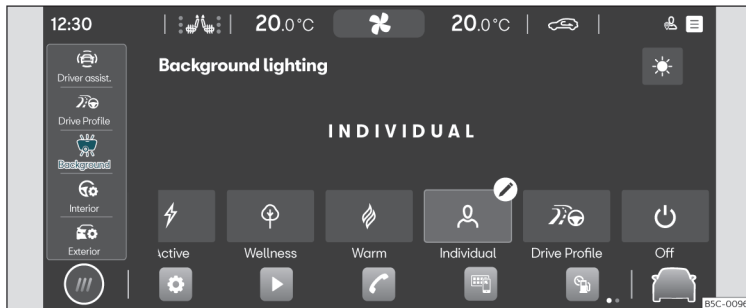 12:30
20.0°C
20.0°C
Background lighting
Driver assist.
Drive Profile
Background
Interior
Exterior
INDIVIDUAL
Wellness
Warm
Individual
Drive Profile
Off
B5C-0096